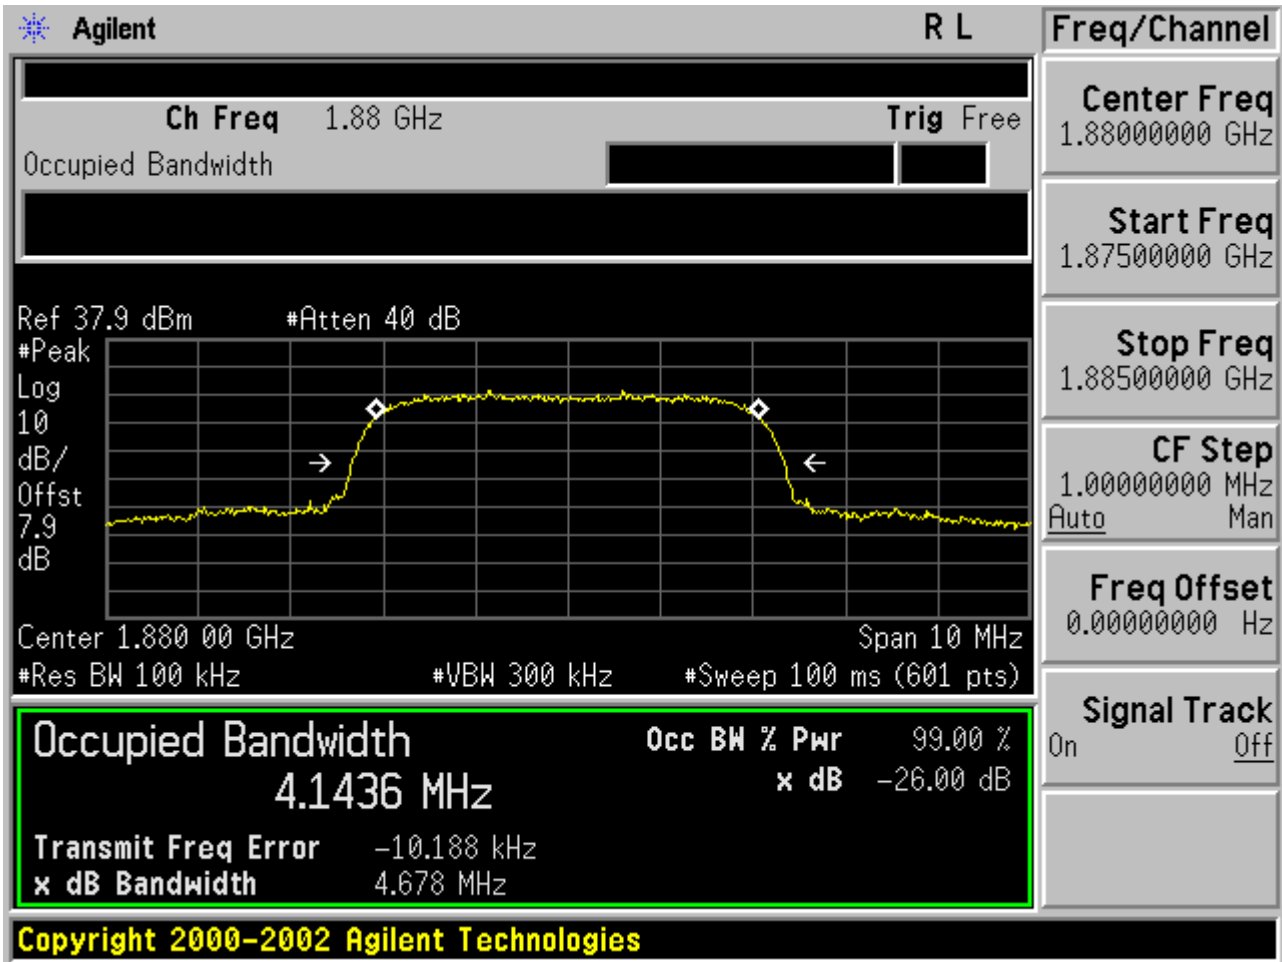 Agilent R L
Freq/Channel
Ch Freq 1.88 GHz Trig Free
Occupied Bandwidth
Center Freq
1.88000000 GHz
Start Freq
1.87500000 GHz
Stop Freq
1.88500000 GHz
CF Step
1.00000000 MHz
Auto Man
Freq Offset
0.00000000 Hz
Signal Track
On Off
Ref 37.9 dBm #Atten 40 dB
#Peak
Log
10
dB/
Offst
7.9
dB
Center 1.880 00 GHz Span 10 MHz
#Res BW 100 kHz #VBW 300 kHz #Sweep 100 ms (601 pts)
Occupied Bandwidth
4.1436 MHz
Occ BW % Pwr 99.00 %
x dB -26.00 dB
Transmit Freq Error -10.188 kHz
x dB Bandwidth 4.678 MHz
Copyright 2000-2002 Agilent Technologies